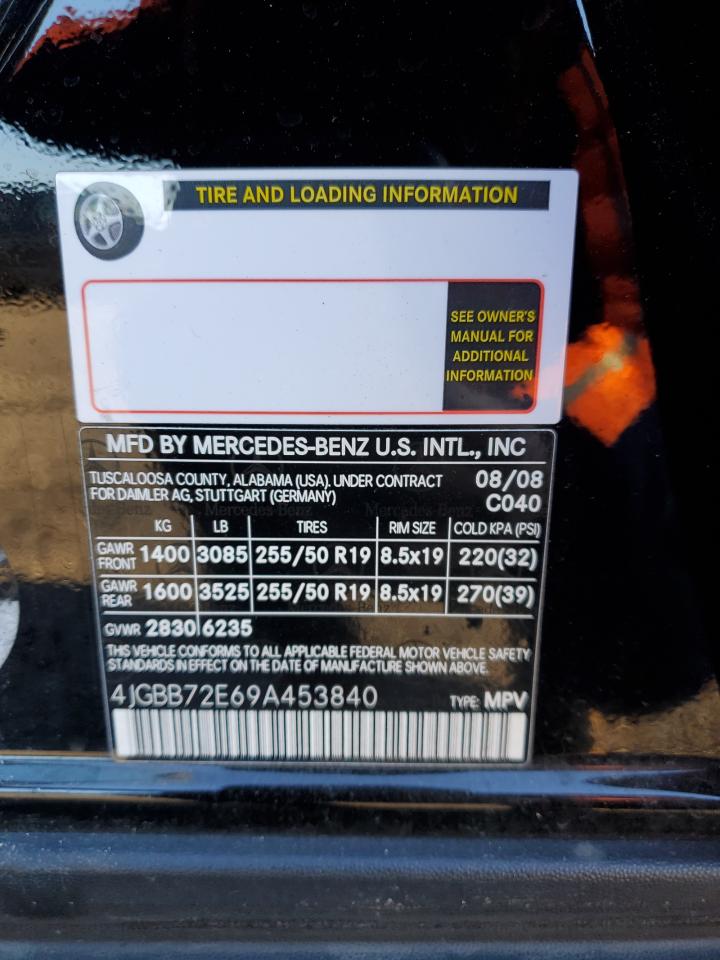 TIRE AND LOADING INFORMATION
SEE OWNER'S
MANUAL FOR
ADDITIONAL
INFORMATION
MFD BY MERCEDES-BENZ U.S. INTL., INC
TUSCALOOSA COUNTY, ALABAMA (USA). UNDER CONTRACT 08/08
FOR DAIMLER AG, STUTTGART (GERMANY) C040
KG LB TIRES RIM SIZE COLD KPA (PSI)
GAWR FRONT 1400 3085 255/50 R19 8.5x19 220(32)
GAWR REAR 1600 3525 255/50 R19 8.5x19 270(39)
GVWR 2830 6235
THIS VEHICLE CONFORMS TO ALL APPLICABLE FEDERAL MOTOR VEHICLE SAFETY
STANDARDS IN EFFECT ON THE DATE OF MANUFACTURE SHOWN ABOVE.
4JGBB72E69A453840 TYPE: MPV